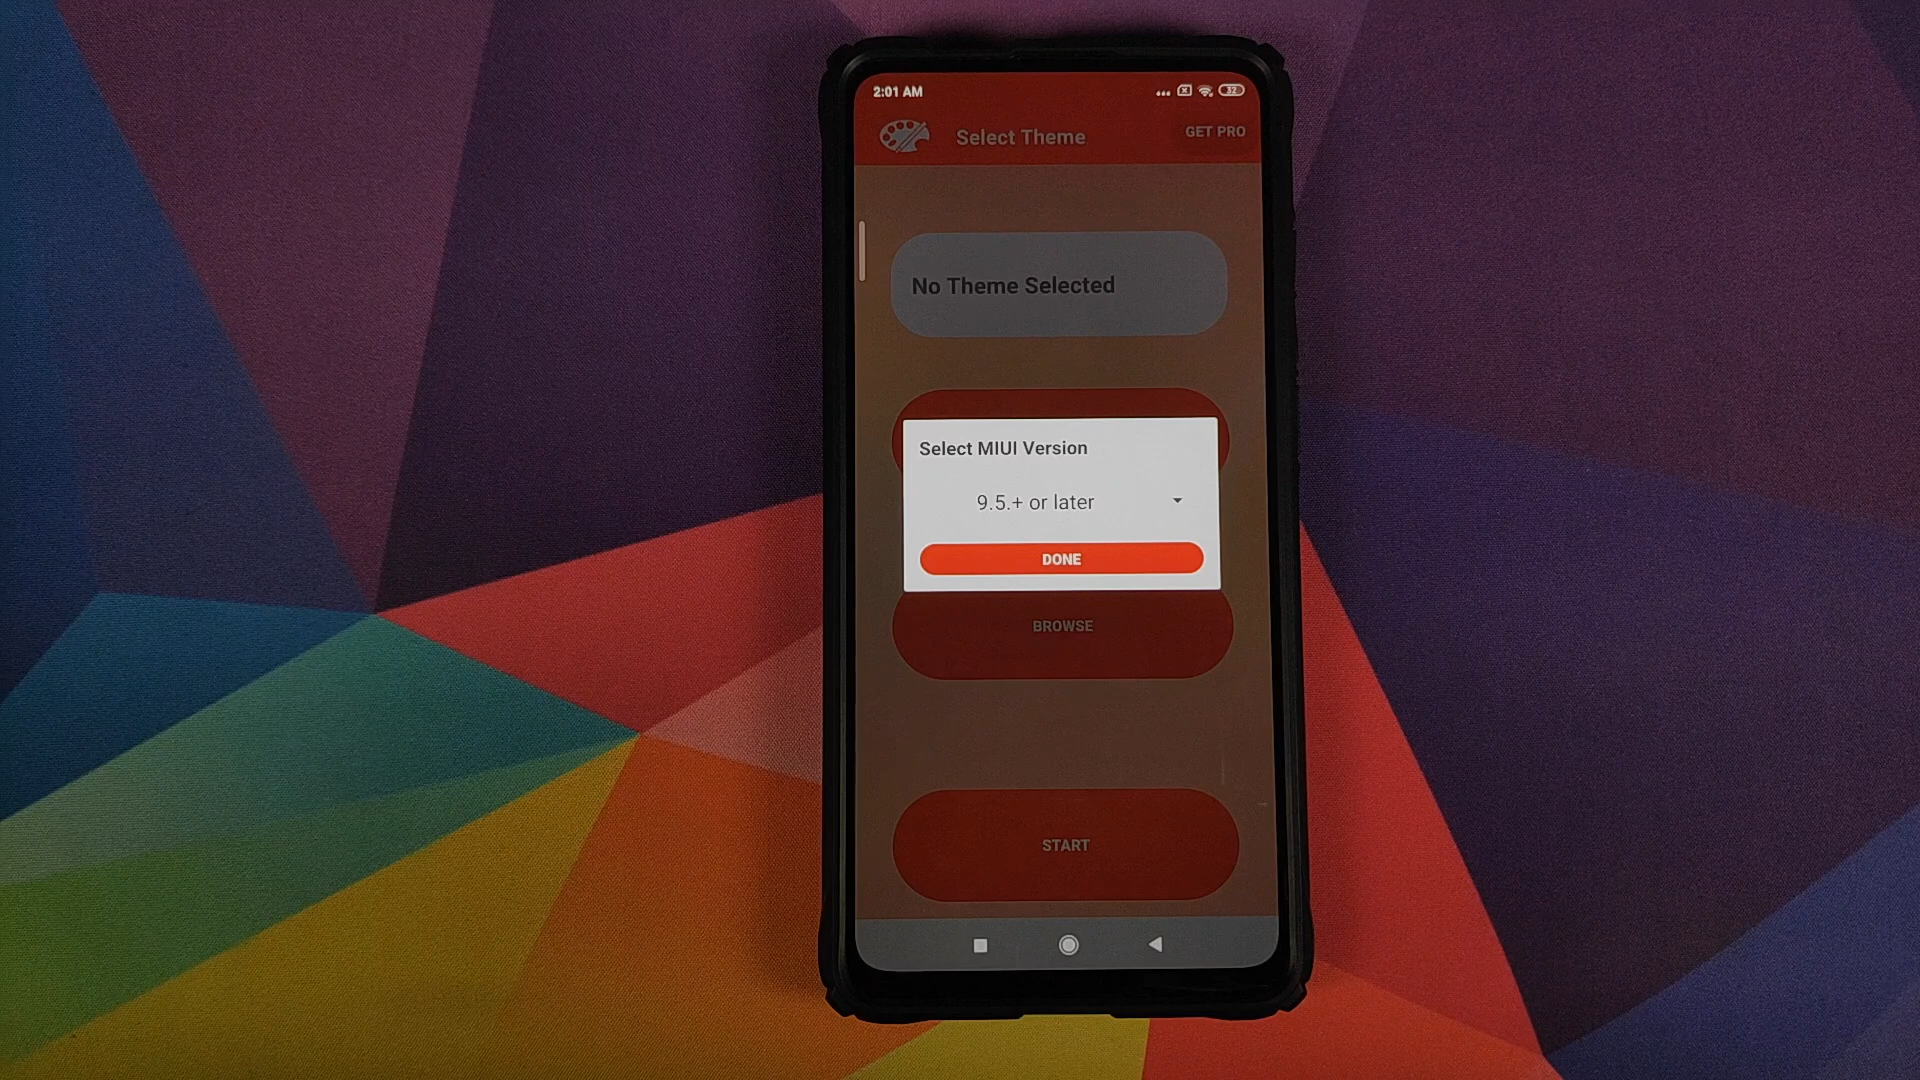 2:01 AM
32
Select Theme
GET PRO
No Theme Selected
Select MIUI Version
9.5.+ or later
DONE
BROWSE
START